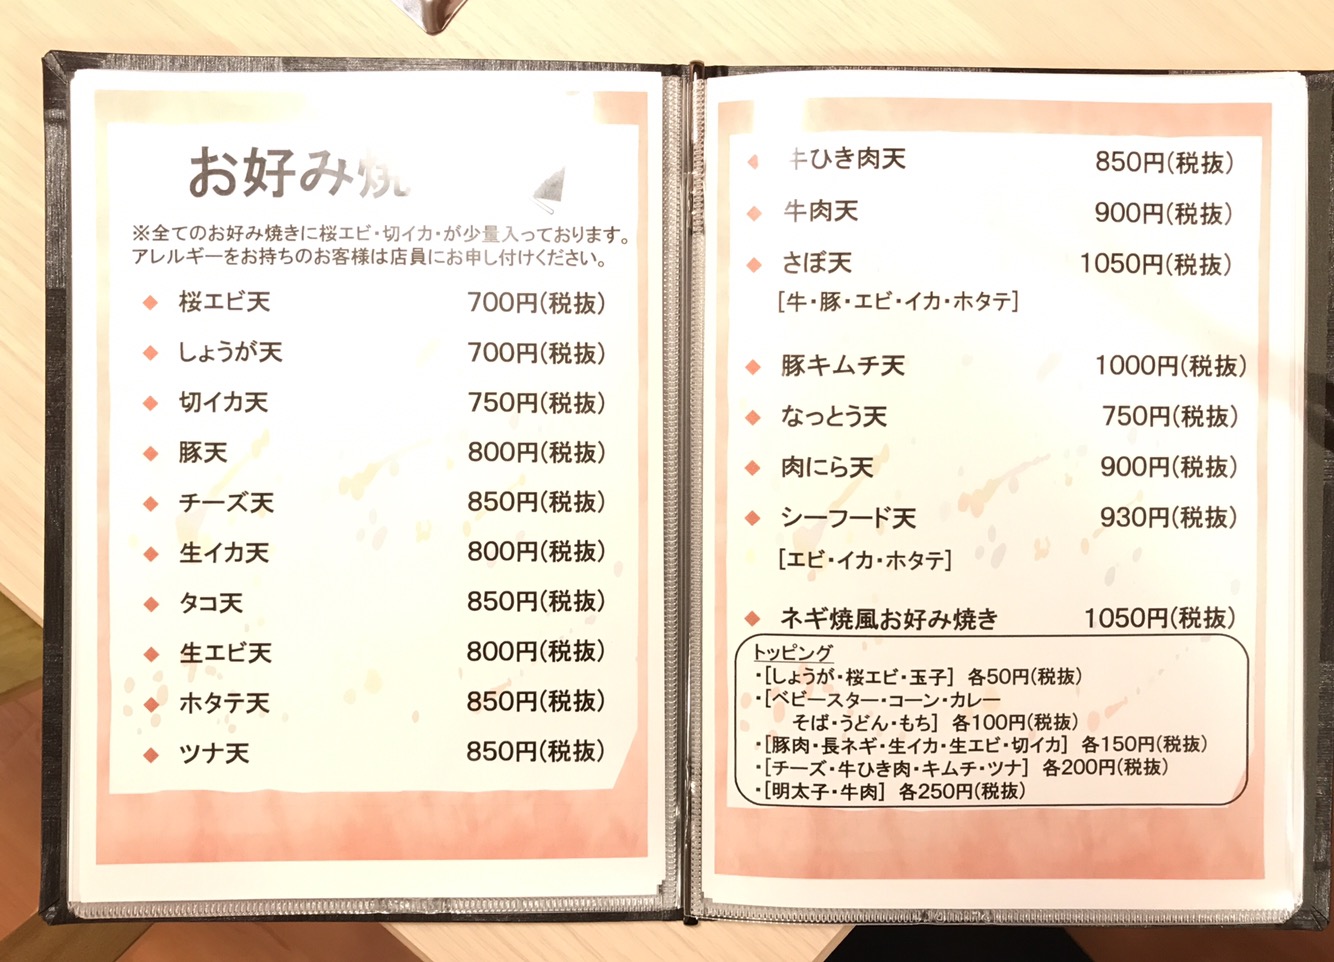 お好み焼
※全てのお好み焼きに桜エビ・切イカ・が少量入っております。
アレルギーをお持ちのお客様は店員にお申し付けください。
◆ 桜エビ天 700円(税抜)
◆ しょうが天 700円(税抜)
◆ 切イカ天 750円(税抜)
◆ 豚天 800円(税抜)
◆ チーズ天 850円(税抜)
◆ 生イカ天 800円(税抜)
◆ タコ天 850円(税抜)
◆ 生エビ天 800円(税抜)
◆ ホタテ天 850円(税抜)
◆ ツナ天 850円(税抜)
◆ 牛ひき肉天 850円(税抜)
◆ 牛肉天 900円(税抜)
◆ さぽ天 1050円(税抜)
[牛・豚・エビ・イカ・ホタテ]
◆ 豚キムチ天 1000円(税抜)
◆ なっとう天 750円(税抜)
◆ 肉にら天 900円(税抜)
◆ シーフード天 930円(税抜)
[エビ・イカ・ホタテ]
◆ ネギ焼風お好み焼き 1050円(税抜)
トッピング
・[しょうが・桜エビ・玉子] 各50円(税抜)
・[ベビースター・コーン・カレー
そば・うどん・もち] 各100円(税抜)
・[豚肉・長ネギ・生イカ・生エビ・切イカ] 各150円(税抜)
・[チーズ・牛ひき肉・キムチ・ツナ] 各200円(税抜)
・[明太子・牛肉] 各250円(税抜)